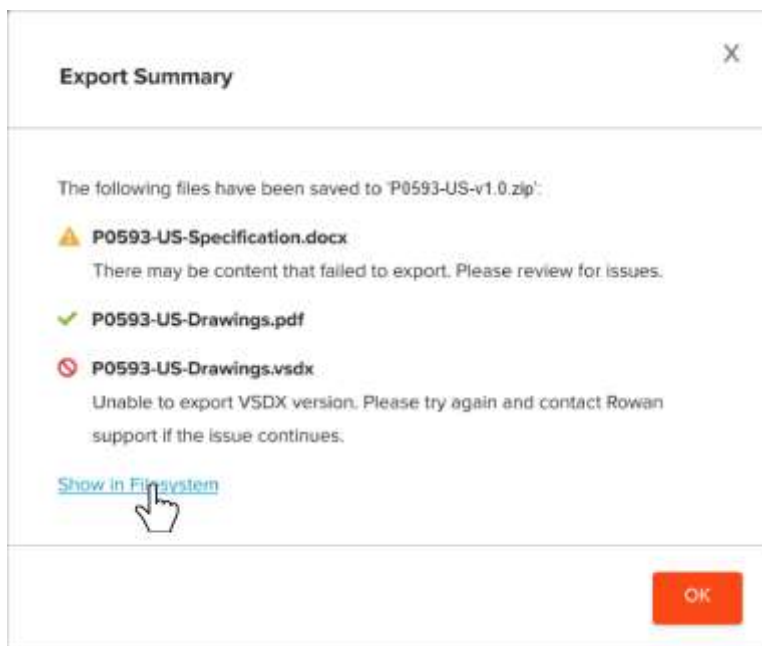 X
Export Summary
The following files have been saved to 'P0593-US-v1.0.zip':
P0593-US-Specification.docx
There may be content that failed to export. Please review for issues.
P0593-US-Drawings.pdf
P0593-US-Drawings.vsdx
Unable to export VSDX version. Please try again and contact Rowan
support if the issue continues.
Show in Filesystem
OK